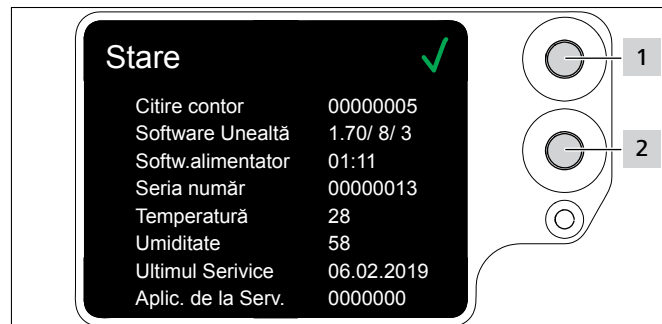 Stare
1
Citire contor 00000005
Software Unealtă 1.70/ 8/ 3
2
Softw.alimentator 01:11
Seria număr 00000013
Temperatură 28
Umiditate 58
Ultimul Serivice 06.02.2019
Aplic. de la Serv. 0000000